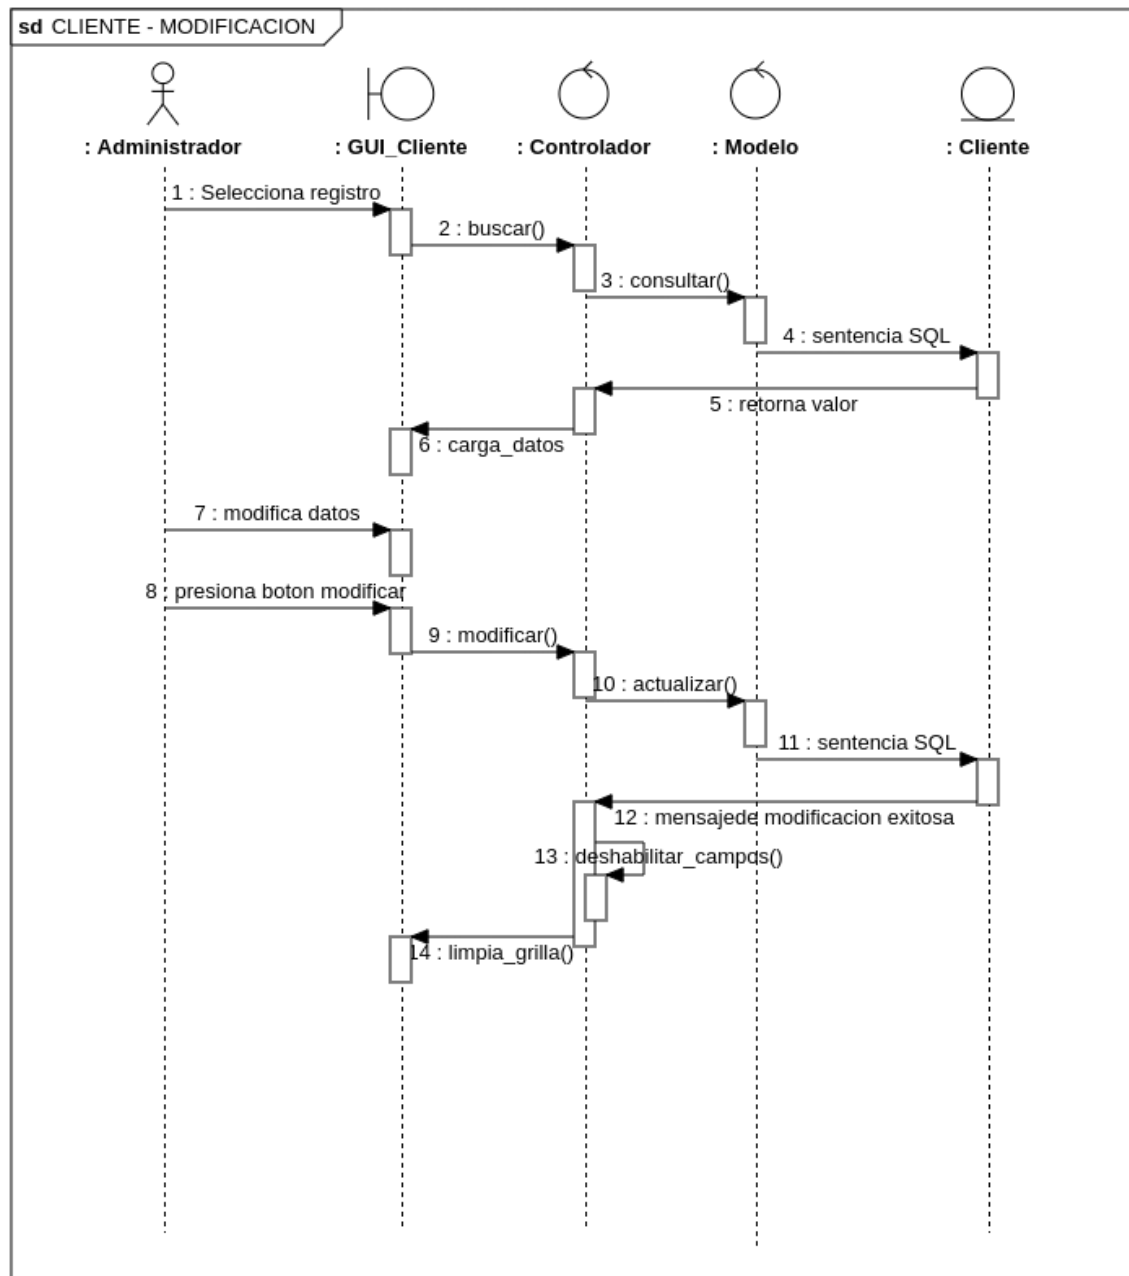 sd CLIENTE - MODIFICACION
: Administrador
: GUI_Cliente
: Controlador
: Modelo
: Cliente
1 : Selecciona registro
2 : buscar()
3 : consultar()
4 : sentencia SQL
5 : retorna valor
6 : carga_datos
7 : modifica datos
8 : presiona boton modificar
9 : modificar()
10 : actualizar()
11 : sentencia SQL
12 : mensajede modificacion exitosa
13 : deshabilitar_campos()
14 : limpia_grilla()